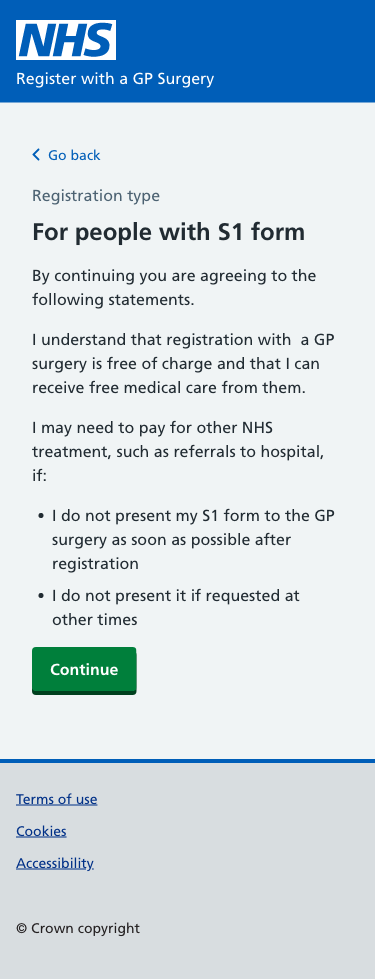 NHS
Register with a GP Surgery
Go back
Registration type
For people with S1 form
By continuing you are agreeing to the
following statements.
I understand that registration with  a GP
surgery is free of charge and that I can
receive free medical care from them.
I may need to pay for other NHS
treatment, such as referrals to hospital,
if:
• I do not present my S1 form to the GP
surgery as soon as possible after
registration
• I do not present it if requested at
other times
Continue
Terms of use
Cookies
Accessibility
© Crown copyright